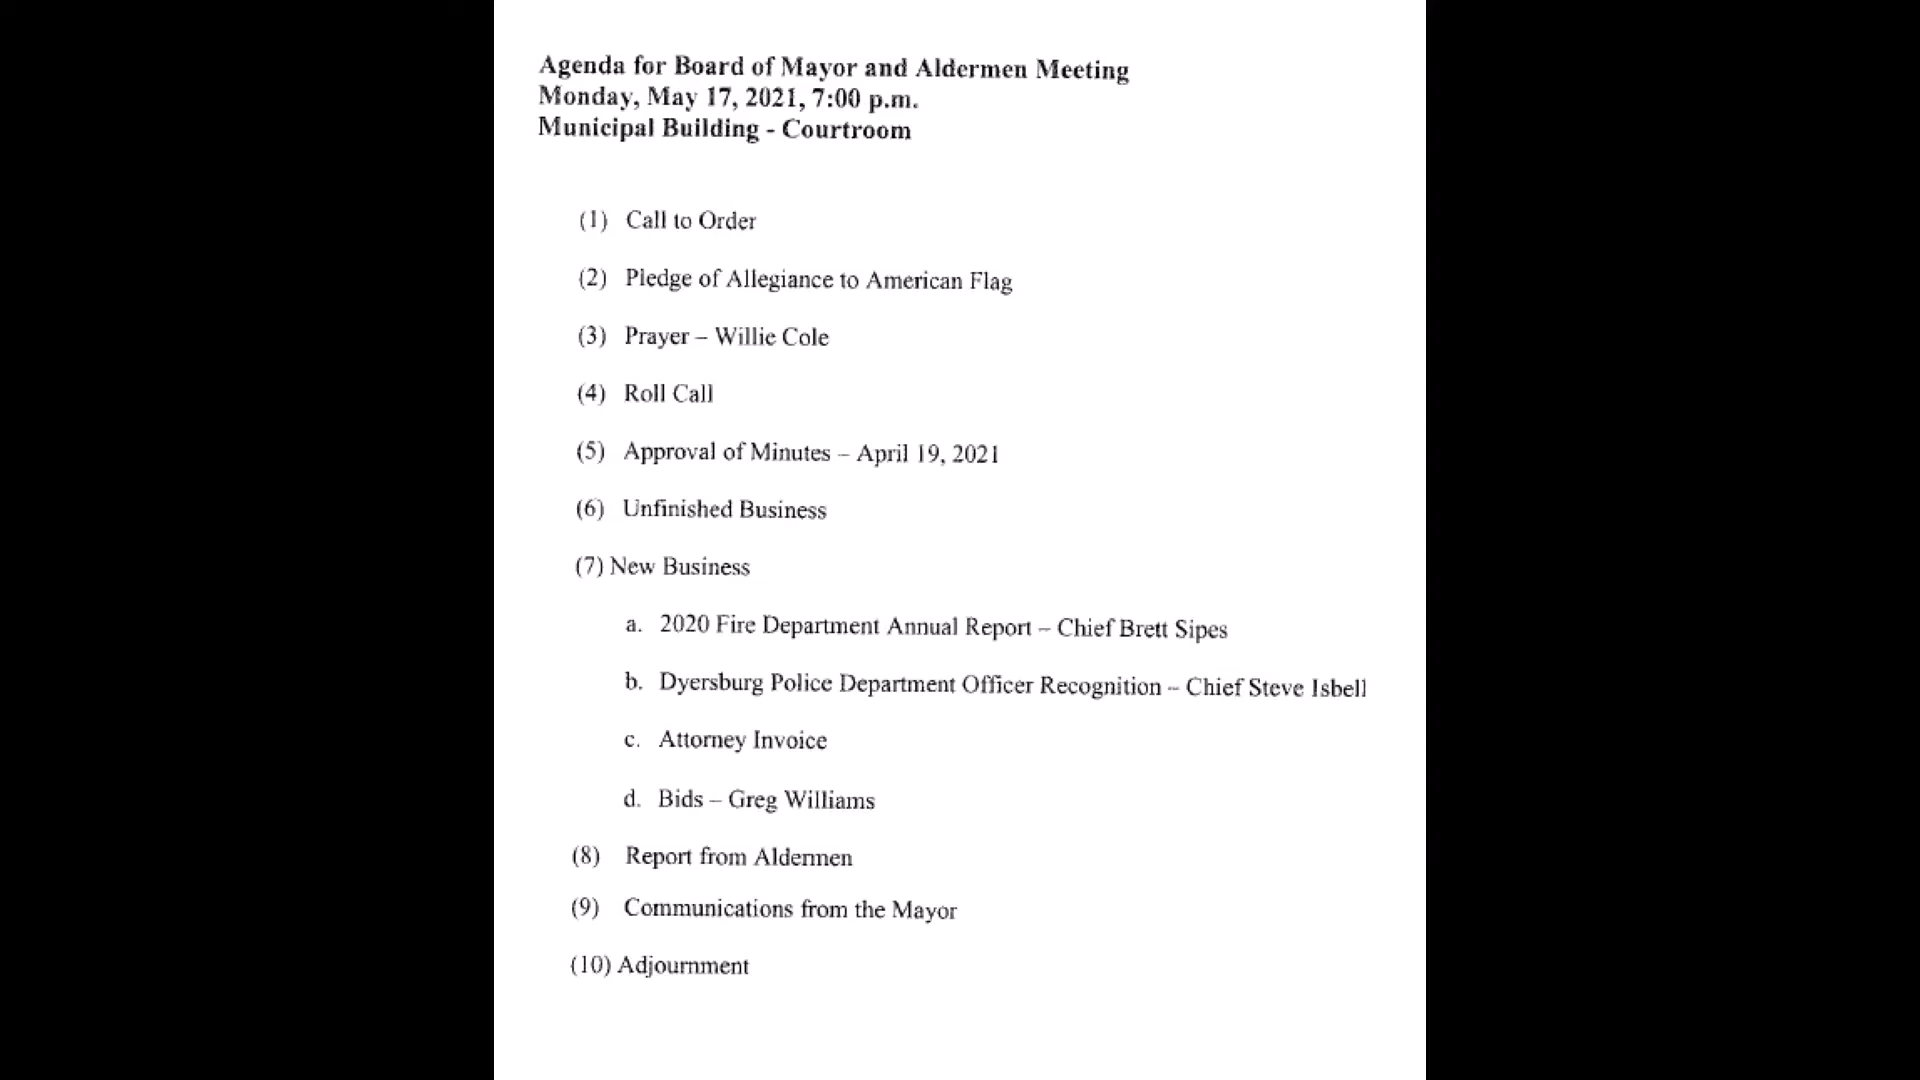 Agenda for Board of Mayor and Aldermen Meeting
Monday, May 17, 2021, 7:00 p.m.
Municipal Building - Courtroom
(1) Call to Order
(2) Pledge of Allegiance to American Flag
(3) Prayer – Willie Cole
(4) Roll Call
(5) Approval of Minutes – April 19, 2021
(6) Unfinished Business
(7) New Business
a. 2020 Fire Department Annual Report – Chief Brett Sipes
b. Dyersburg Police Department Officer Recognition – Chief Steve Isbell
c. Attorney Invoice
d. Bids – Greg Williams
(8) Report from Aldermen
(9) Communications from the Mayor
(10) Adjournment